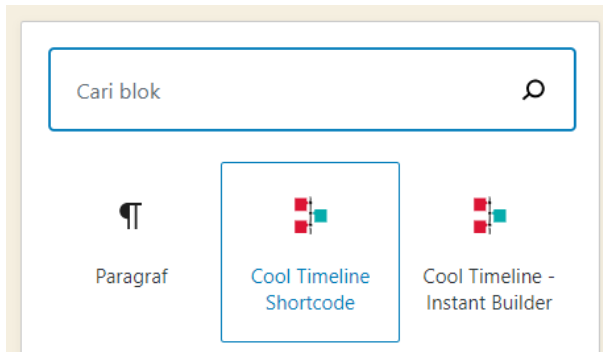 Cari blok
Paragraf
Cool Timeline
Shortcode
Cool Timeline -
Instant Builder